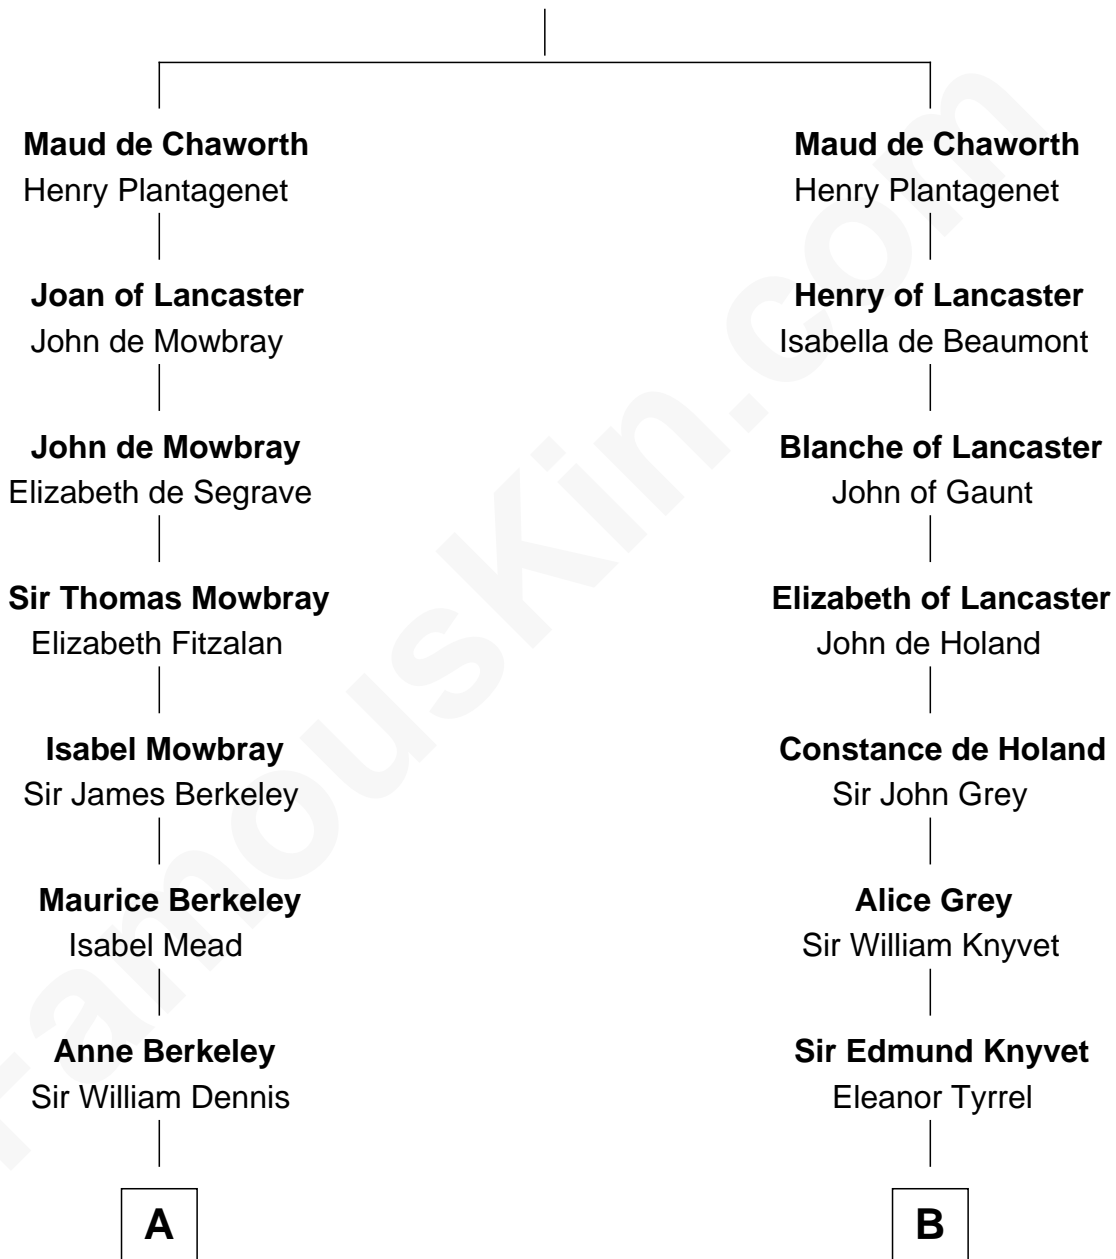 Maud de Chaworth
Henry Plantagenet
Joan of Lancaster
John de Mowbray
John de Mowbray
Elizabeth de Segrave
Sir Thomas Mowbray
Elizabeth Fitzalan
Isabel Mowbray
Sir James Berkeley
Maurice Berkeley
Isabel Mead
Anne Berkeley
Sir William Dennis
A
Maud de Chaworth
Henry Plantagenet
Henry of Lancaster
Isabella de Beaumont
Blanche of Lancaster
John of Gaunt
Elizabeth of Lancaster
John de Holand
Constance de Holand
Sir John Grey
Alice Grey
Sir William Knyvet
Sir Edmund Knyvet
Eleanor Tyrrel
B
FamousKin.com